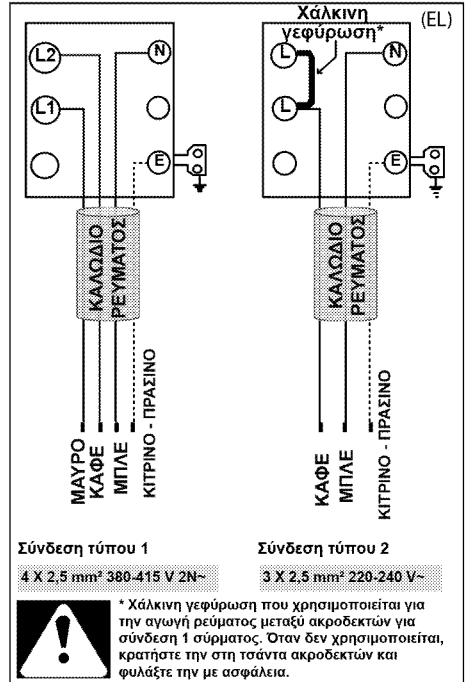 Χάλκινη
γεφύρωση*
(EL)
L2
N
L1
E
L
N
L
E
ΚΑΛΩΔΙΟ
ΡΕΥΜΑΤΟΣ
ΚΑΛΩΔΙΟ
ΡΕΥΜΑΤΟΣ
ΜΑΥΡΟ
ΚΑΦΕ
ΜΠΛΕ
ΚΙΤΡΙΝΟ - ΠΡΑΣΙΝΟ
ΚΑΦΕ
ΜΠΛΕ
ΚΙΤΡΙΝΟ - ΠΡΑΣΙΝΟ
Σύνδεση τύπου 1
4 X 2,5 mm² 380-415 V 2N~
Σύνδεση τύπου 2
3 X 2,5 mm² 220-240 V~
* Χάλκινη γεφύρωση που χρησιμοποιείται για
την αγωγή ρεύματος μεταξύ ακροδεκτών για
σύνδεση 1 σύρματος. Όταν δεν χρησιμοποιείται,
κρατήστε την στη τσάντα ακροδεκτών και
φυλάξτε την με ασφάλεια.